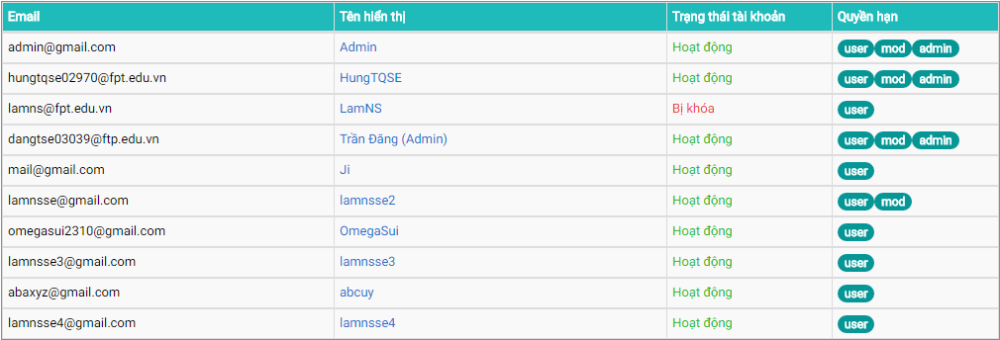 Email Tên hiển thị Trạng thái tài khoản Quyền hạn
admin@gmail.com Admin Hoạt động user mod admin
hungtqse02970@fpt.edu.vn HungTQSE Hoạt động user mod admin
lamns@fpt.edu.vn LamNS Bị khóa user
dangtse03039@ftp.edu.vn Trần Đăng (Admin) Hoạt động user mod admin
mail@gmail.com Ji Hoạt động user
lamnsse@gmail.com lamnsse2 Hoạt động user mod
omegasui2310@gmail.com OmegaSui Hoạt động user
lamnsse3@gmail.com lamnsse3 Hoạt động user
abaxyz@gmail.com abcuy Hoạt động user
lamnsse4@gmail.com lamnsse4 Hoạt động user